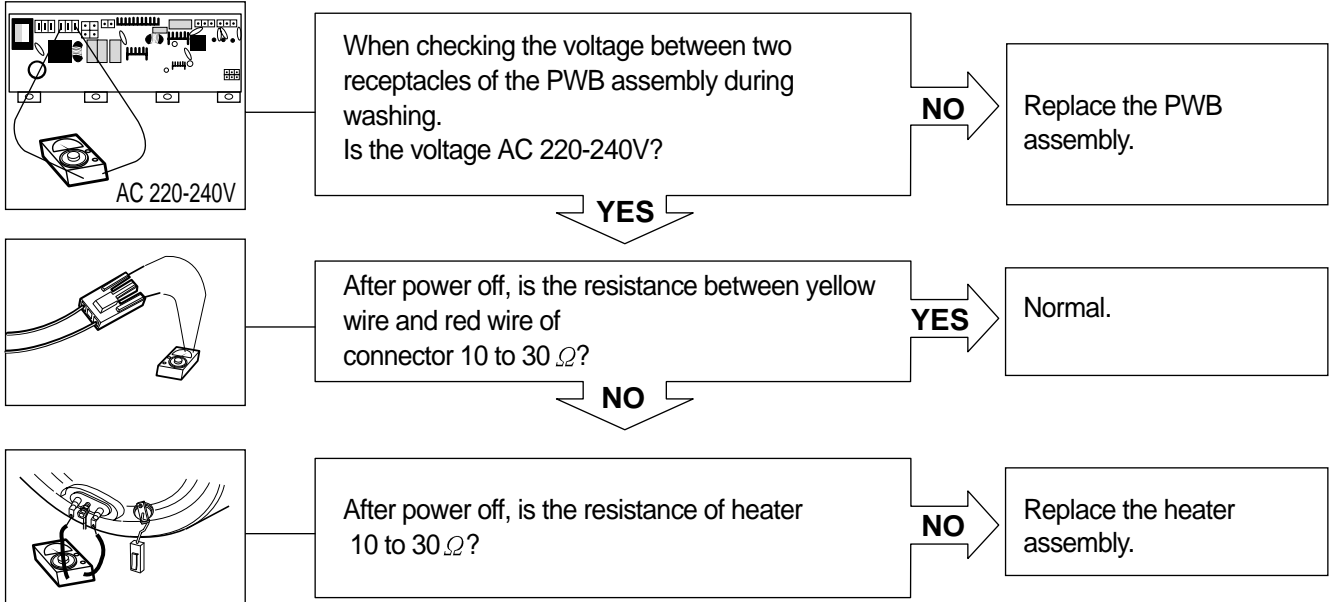 AC 220-240V
When checking the voltage between two
receptacles of the PWB assembly during
washing.
Is the voltage AC 220-240V?
NO
Replace the PWB
assembly.
YES
After power off, is the resistance between yellow
wire and red wire of
connector 10 to 30 Ω?
YES
Normal.
NO
After power off, is the resistance of heater
10 to 30 Ω?
NO
Replace the heater
assembly.